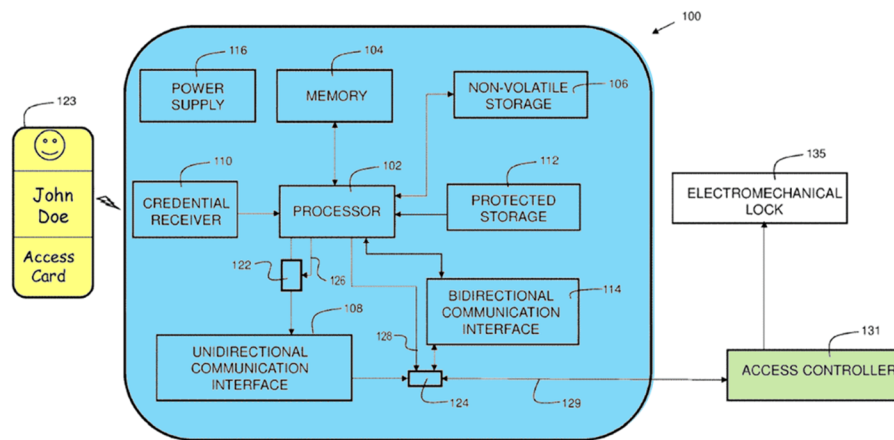 100
116
POWER
SUPPLY
104
MEMORY
NON-VOLATILE
STORAGE
106
123
John
Doe
Access
Card
110
CREDENTIAL
RECEIVER
102
PROCESSOR
112
PROTECTED
STORAGE
135
ELECTROMECHANICAL
LOCK
122
126
BIDIRECTIONAL
COMMUNICATION
INTERFACE
114
108
UNIDIRECTIONAL
COMMUNICATION
INTERFACE
128
124
129
131
ACCESS CONTROLLER